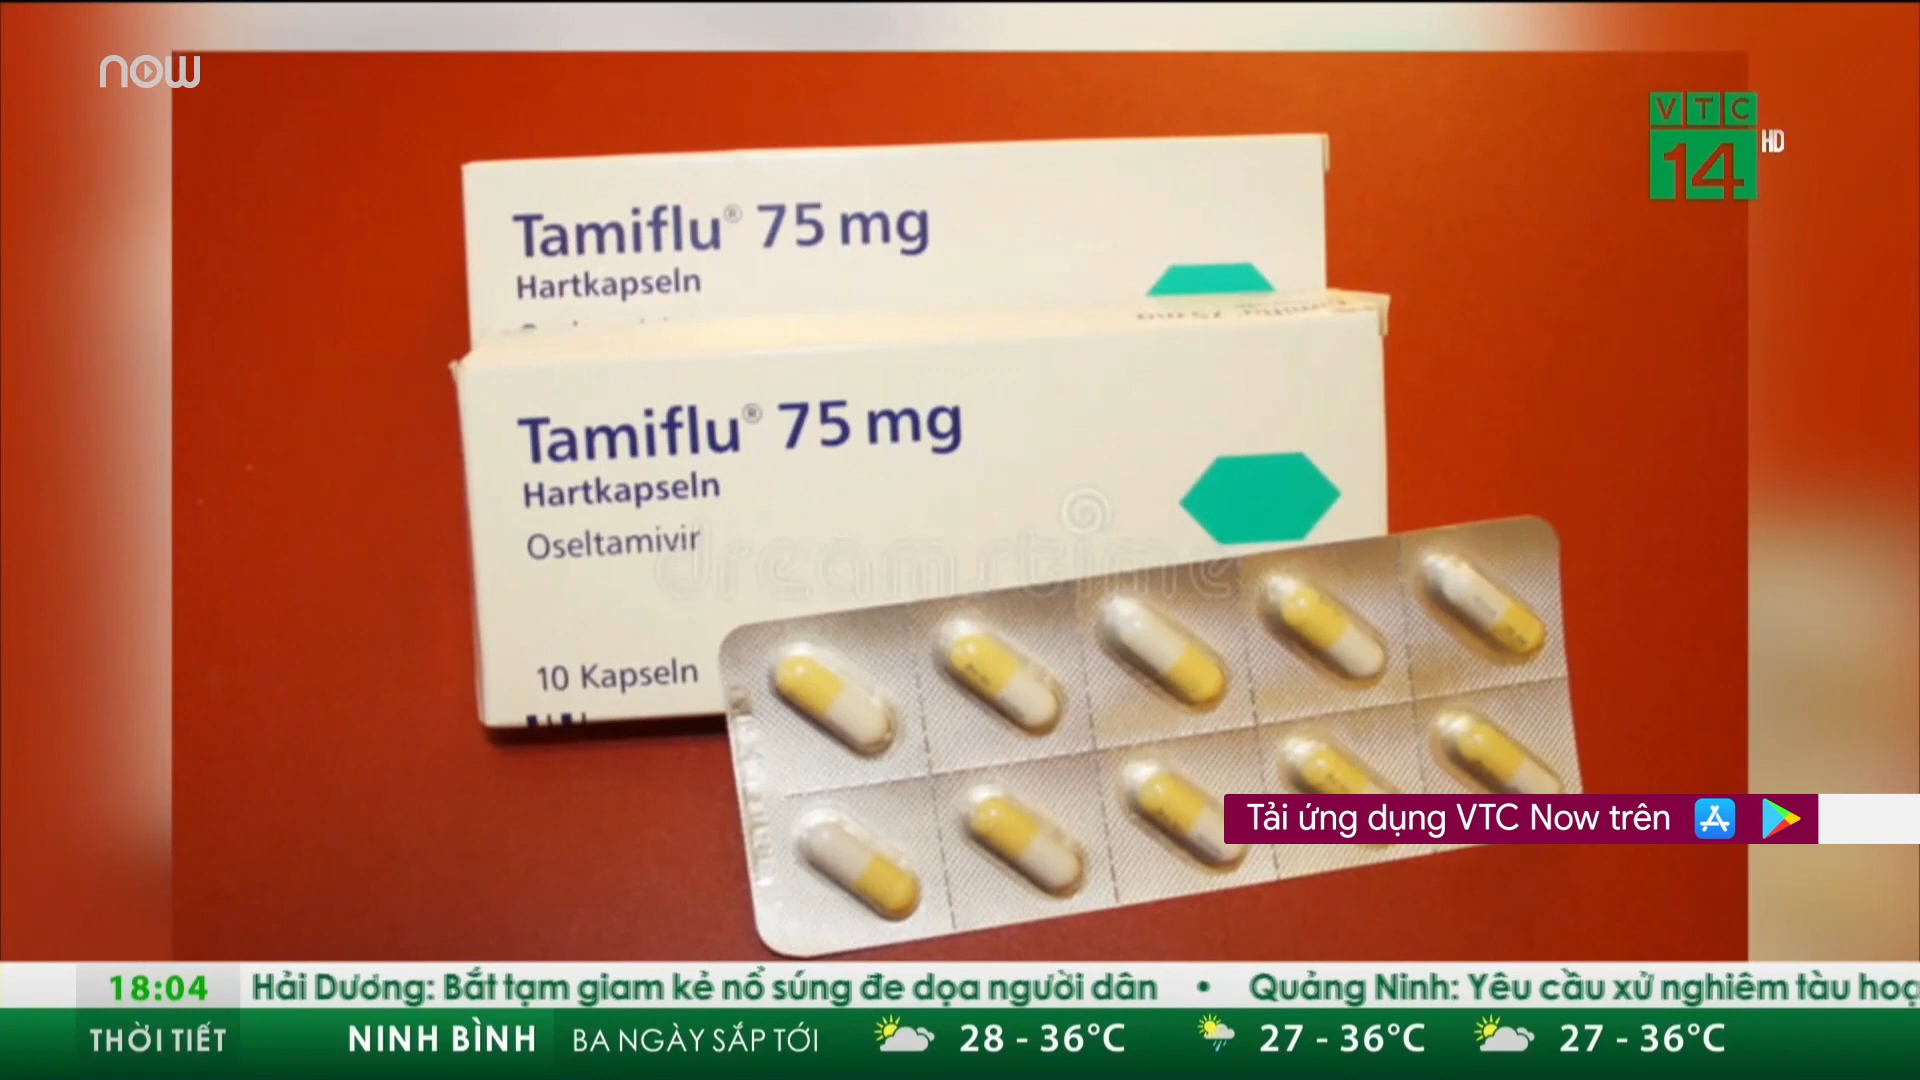 now
VTC
14
HD
Tamiflu® 75 mg
Hartkapseln
Tamiflu® 75 mg
Hartkapseln
Oseltamivir
dreamstime
10 Kapseln
Tải ứng dụng VTC Now trên
18:04
Hải Dương: Bắt tạm giam kẻ nổ súng đe dọa người dân • Quảng Ninh: Yêu cầu xử nghiêm tàu
THỜI TIẾT
NINH BÌNH
BA NGÀY SẮP TỚI
28 - 36°C
27 - 36°C
27 - 36°C